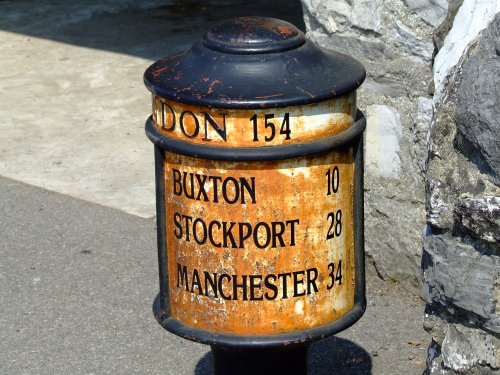 DON 154
BUXTON 10
STOCKPORT 28
MANCHESTER 34